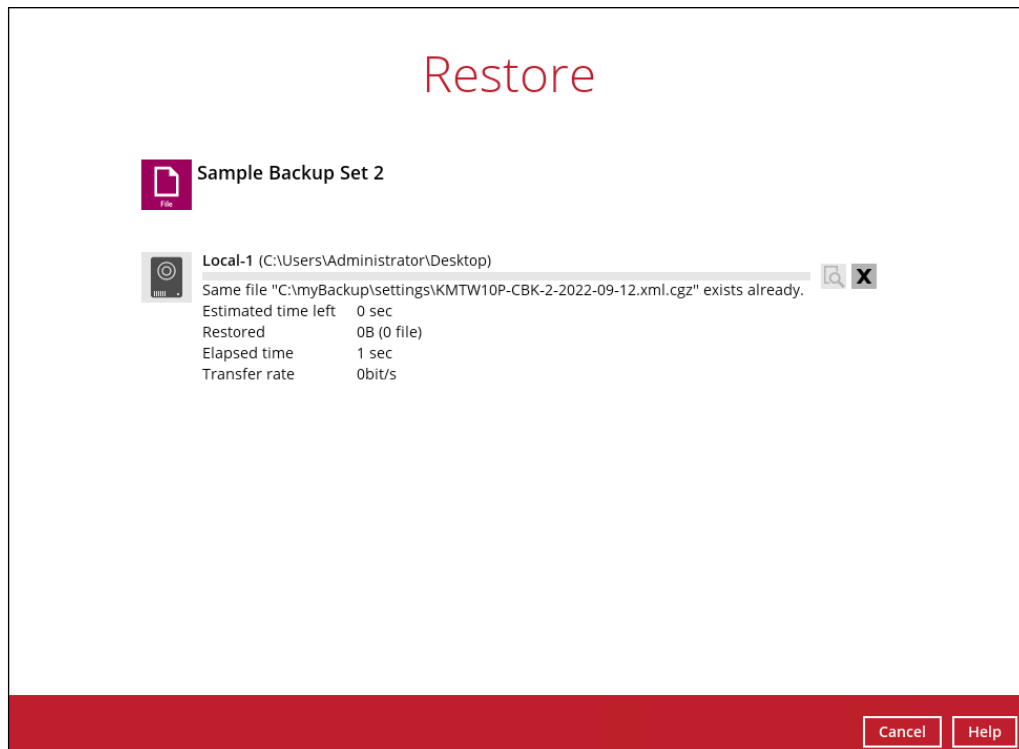 Restore
Sample Backup Set 2
File
Local-1 (C:\Users\Administrator\Desktop)
X
Same file "C:\myBackup\settings\KMTW10P-CBK-2-2022-09-12.xml.cgz" exists already.
Estimated time left 0 sec
Restored 0B (0 file)
Elapsed time 1 sec
Transfer rate 0bit/s
Cancel Help